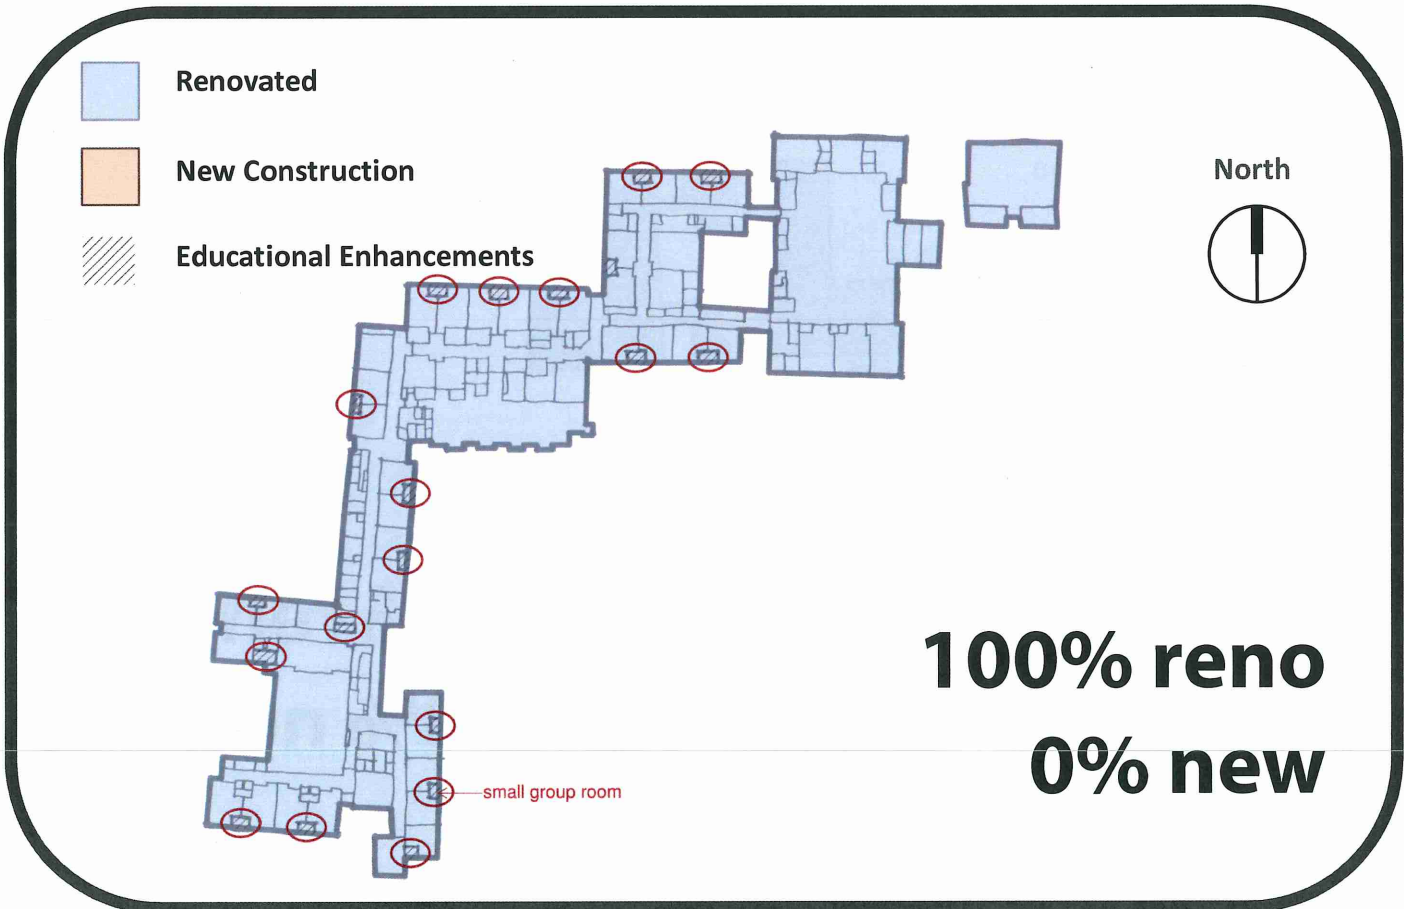 Renovated
New Construction
Educational Enhancements
North
100% reno
0% new
small group room